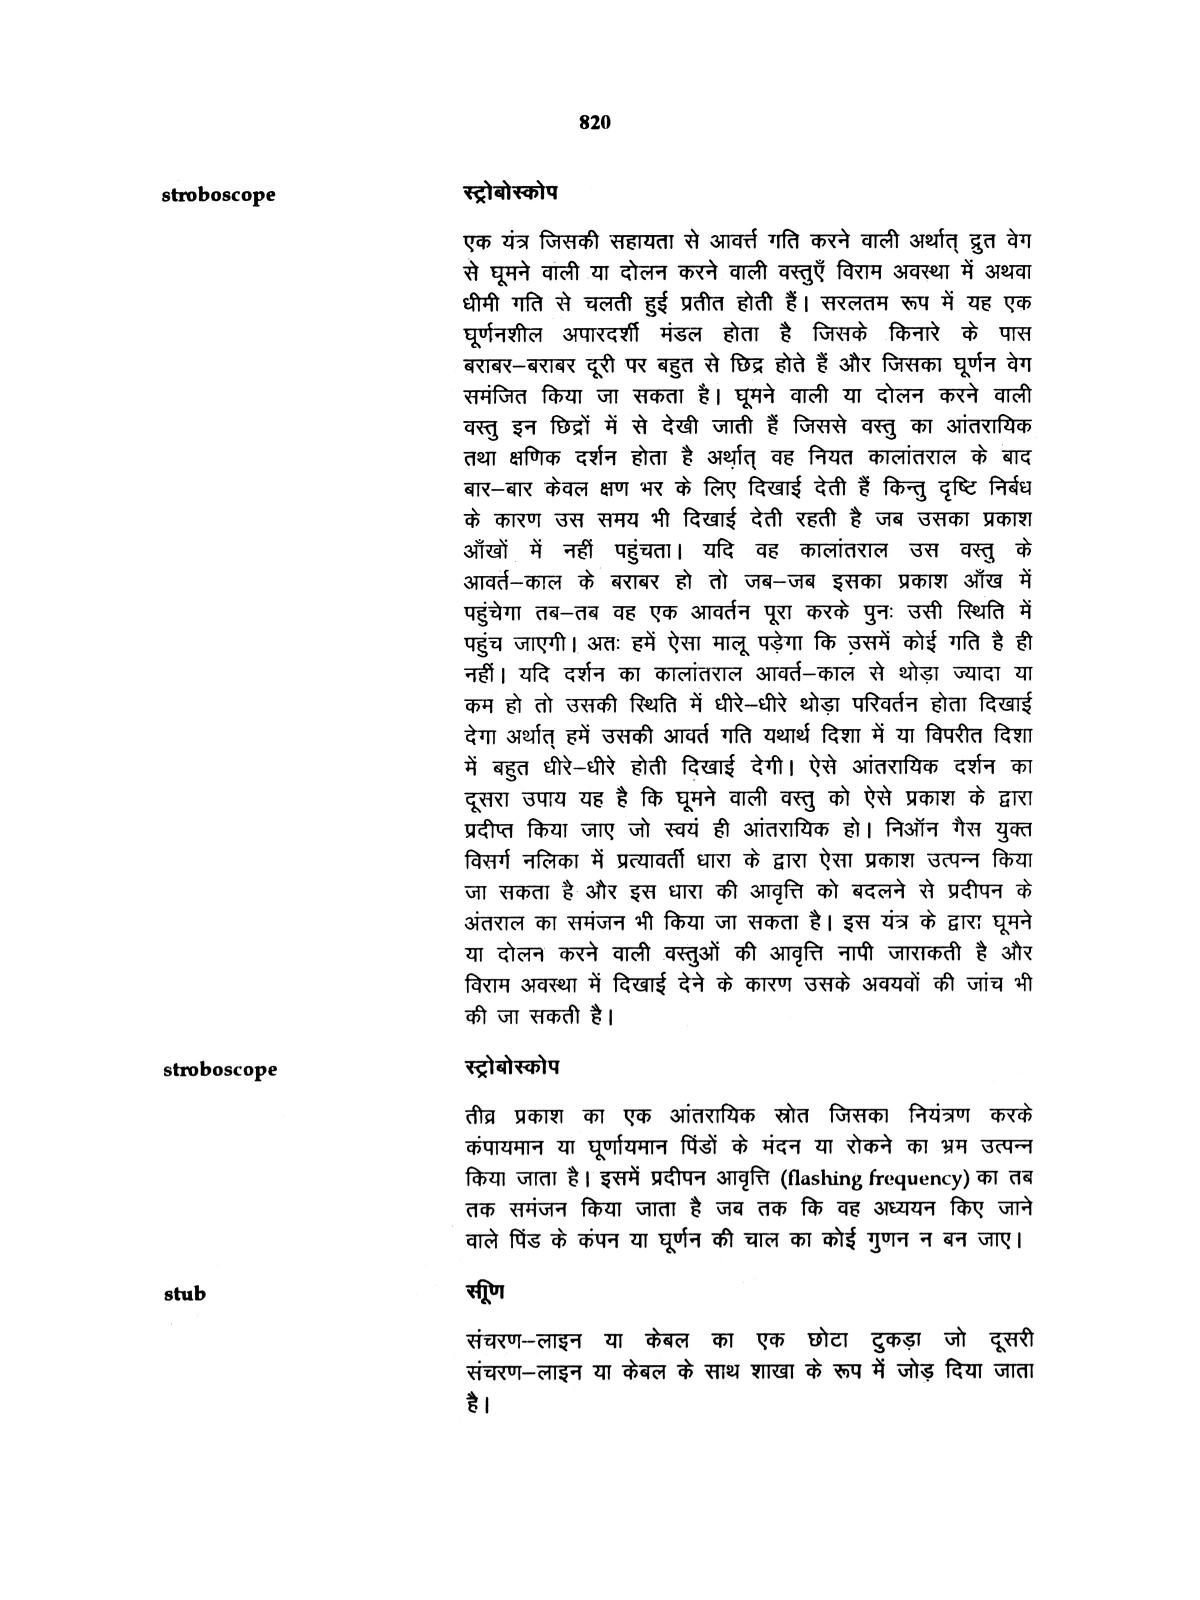 820
stroboscope स्ट्रोबोस्कोप
एक यंत्र जिसकी सहायता से आवर्त्त गति करने वाली अर्थात् द्रुत वेग
से घूमने वाली या दोलन करने वाली वस्तुएँ विराम अवस्था में अथवा
धीमी गति से चलती हुई प्रतीत होती हैं। सरलतम रूप में यह एक
घूर्णनशील अपारदर्शी मंडल होता है जिसके किनारे के पास
बराबर–बराबर दूरी पर बहुत से छिद्र होते हैं और जिसका घूर्णन वेग
समंजित किया जा सकता है। घूमने वाली या दोलन करने वाली
वस्तु इन छिद्रों में से देखी जाती हैं जिससे वस्तु का आंतरायिक
तथा क्षणिक दर्शन होता है अर्थात् वह नियत कालांतराल के बाद
बार–बार केवल क्षण भर के लिए दिखाई देती हैं किन्तु दृष्टि निर्बध
के कारण उस समय भी दिखाई देती रहती है जब उसका प्रकाश
आँखों में नहीं पहुंचता। यदि वह कालांतराल उस वस्तु के
आवर्त–काल के बराबर हो तो जब–जब इसका प्रकाश आँख में
पहुंचेगा तब–तब वह एक आवर्तन पूरा करके पुनः उसी स्थिति में
पहुंच जाएगी। अतः हमें ऐसा मालू पड़ेगा कि उसमें कोई गति है ही
नहीं। यदि दर्शन का कालांतराल आवर्त–काल से थोड़ा ज्यादा या
कम हो तो उसकी स्थिति में धीरे–धीरे थोड़ा परिवर्तन होता दिखाई
देगा अर्थात् हमें उसकी आवर्त गति यथार्थ दिशा में या विपरीत दिशा
में बहुत धीरे–धीरे होती दिखाई देगी। ऐसे आंतरायिक दर्शन का
दूसरा उपाय यह है कि घूमने वाली वस्तु को ऐसे प्रकाश के द्वारा
प्रदीप्त किया जाए जो स्वयं ही आंतरायिक हो। निऑन गैस युक्त
विसर्ग नलिका में प्रत्यावर्ती धारा के द्वारा ऐसा प्रकाश उत्पन्न किया
जा सकता है और इस धारा की आवृत्ति को बदलने से प्रदीपन के
अंतराल का समंजन भी किया जा सकता है। इस यंत्र के द्वारा घूमने
या दोलन करने वाली वस्तुओं की आवृत्ति नापी जाराकती है और
विराम अवस्था में दिखाई देने के कारण उसके अवयवों की जांच भी
की जा सकती है।
stroboscope स्ट्रोबोस्कोप
तीव्र प्रकाश का एक आंतरायिक स्रोत जिसका नियंत्रण करके
कंपायमान या घूर्णायमान पिंडों के मंदन या रोकने का भ्रम उत्पन्न
किया जाता है। इसमें प्रदीपन आवृत्ति (flashing frequency) का तब
तक समंजन किया जाता है जब तक कि वह अध्ययन किए जाने
वाले पिंड के कंपन या घूर्णन की चाल का कोई गुणन न बन जाए।
stub
संचरण–लाइन या केबल का एक छोटा टुकड़ा जो दूसरी
संचरण–लाइन या केबल के साथ शाखा के रूप में जोड़ दिया जाता
है।